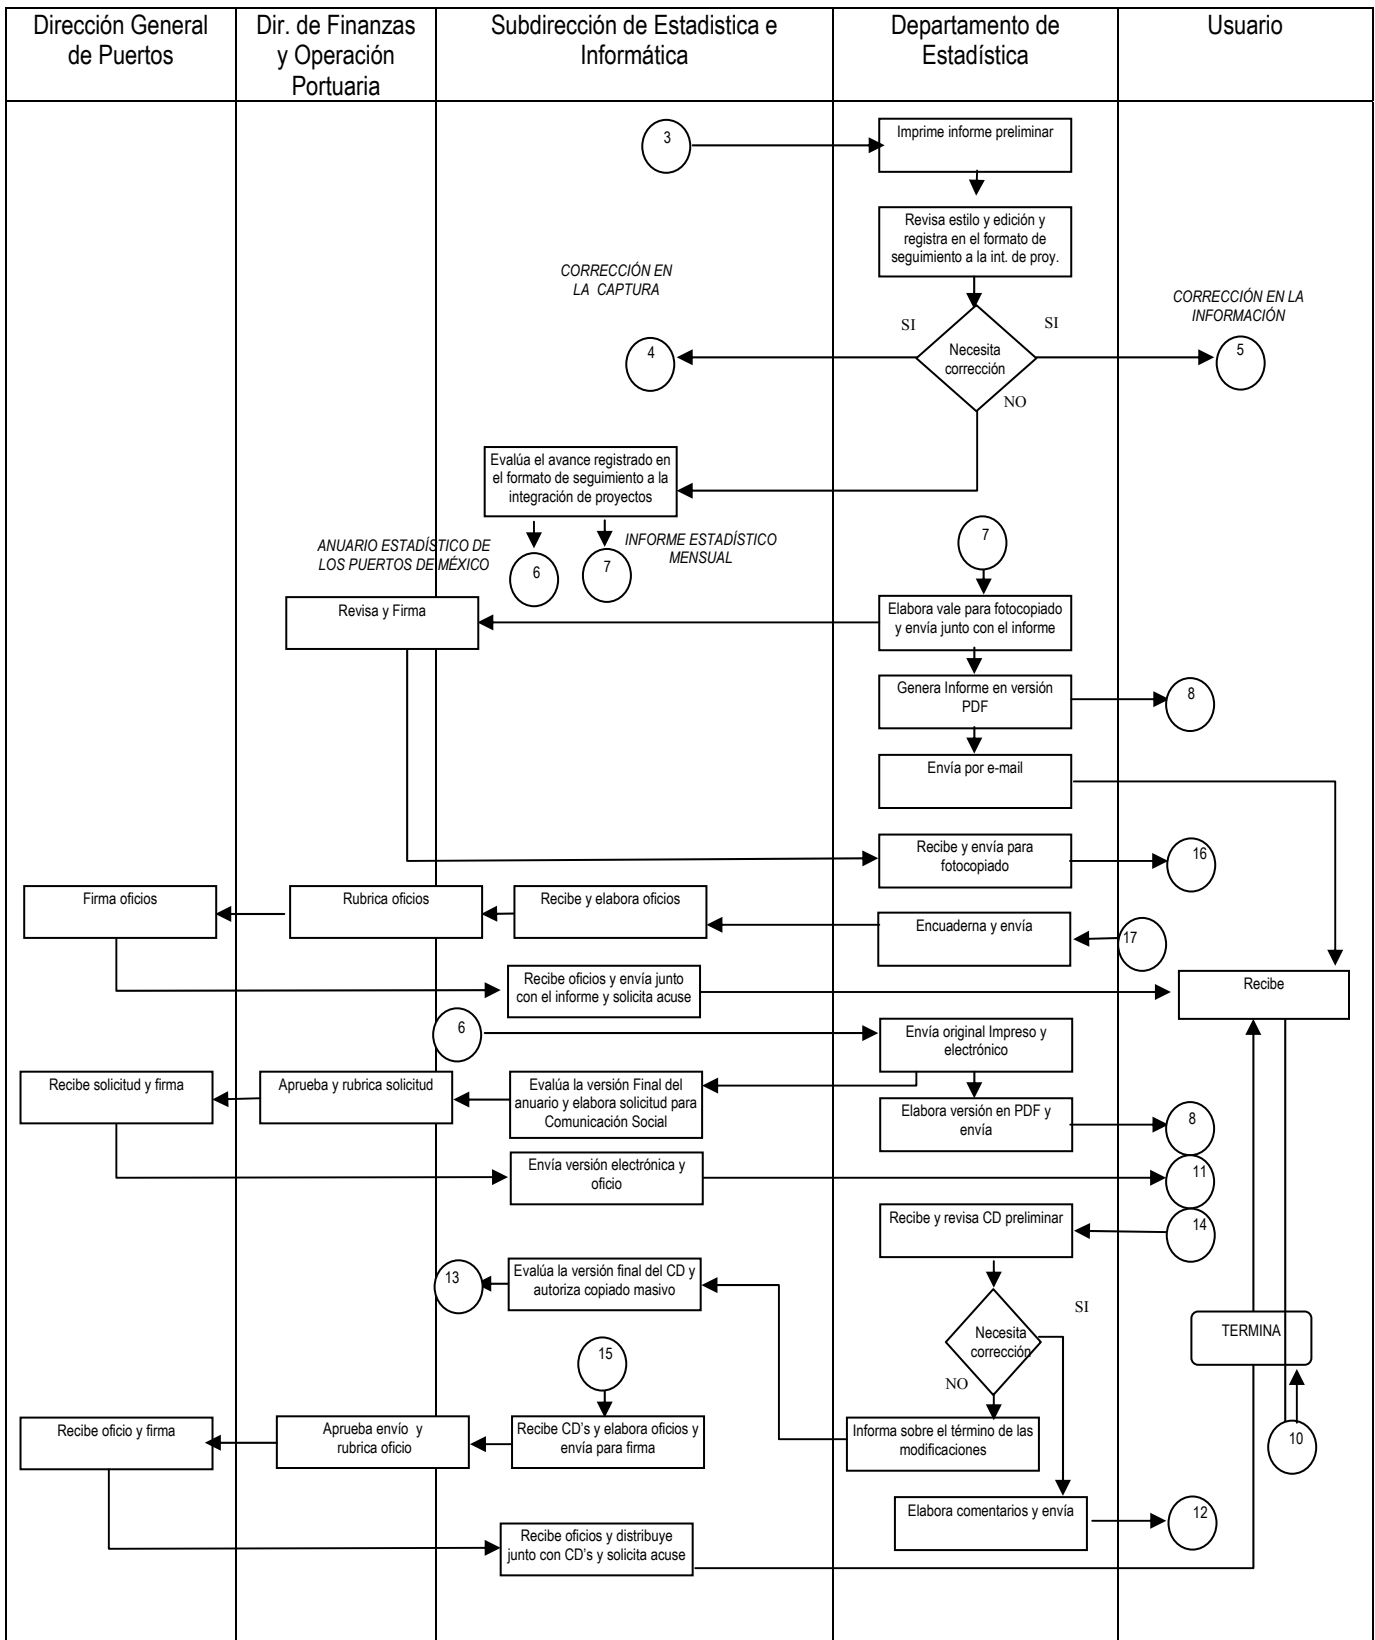 Dirección General
de Puertos
Dir. de Finanzas
y Operación
Portuaria
Subdirección de Estadistica e
Informática
Departamento de
Estadística
Usuario
3
Imprime informe preliminar
Revisa estilo y edición y
registra en el formato de
seguimiento a la int. de proy.
CORRECCIÓN EN
LA CAPTURA
CORRECCIÓN EN LA
INFORMACIÓN
SI
SI
4
Necesita
corrección
5
NO
Evalúa el avance registrado en
el formato de seguimiento a la
integración de proyectos
ANUARIO ESTADÍSTICO DE
LOS PUERTOS DE MÉXICO
6
7
INFORME ESTADÍSTICO
MENSUAL
7
Revisa y Firma
Elabora vale para fotocopiado
y envía junto con el informe
Genera Informe en versión
PDF
8
Envía por e-mail
Recibe y envía para
fotocopiado
16
Firma oficios
Rubrica oficios
Recibe y elabora oficios
Encuaderna y envía
17
Recibe oficios y envía junto
con el informe y solicita acuse
Recibe
6
Envía original Impreso y
electrónico
Recibe solicitud y firma
Aprueba y rubrica solicitud
Evalúa la versión Final del
anuario y elabora solicitud para
Comunicación Social
Elabora versión en PDF y
envía
8
Envía versión electrónica y
oficio
11
Recibe y revisa CD preliminar
14
13
Evalúa la versión final del CD y
autoriza copiado masivo
SI
Necesita
corrección
TERMINA
15
NO
Recibe oficio y firma
Aprueba envío y
rubrica oficio
Recibe CD's y elabora oficios y
envía para firma
Informa sobre el término de las
modificaciones
10
Elabora comentarios y envía
12
Recibe oficios y distribuye
junto con CD's y solicita acuse